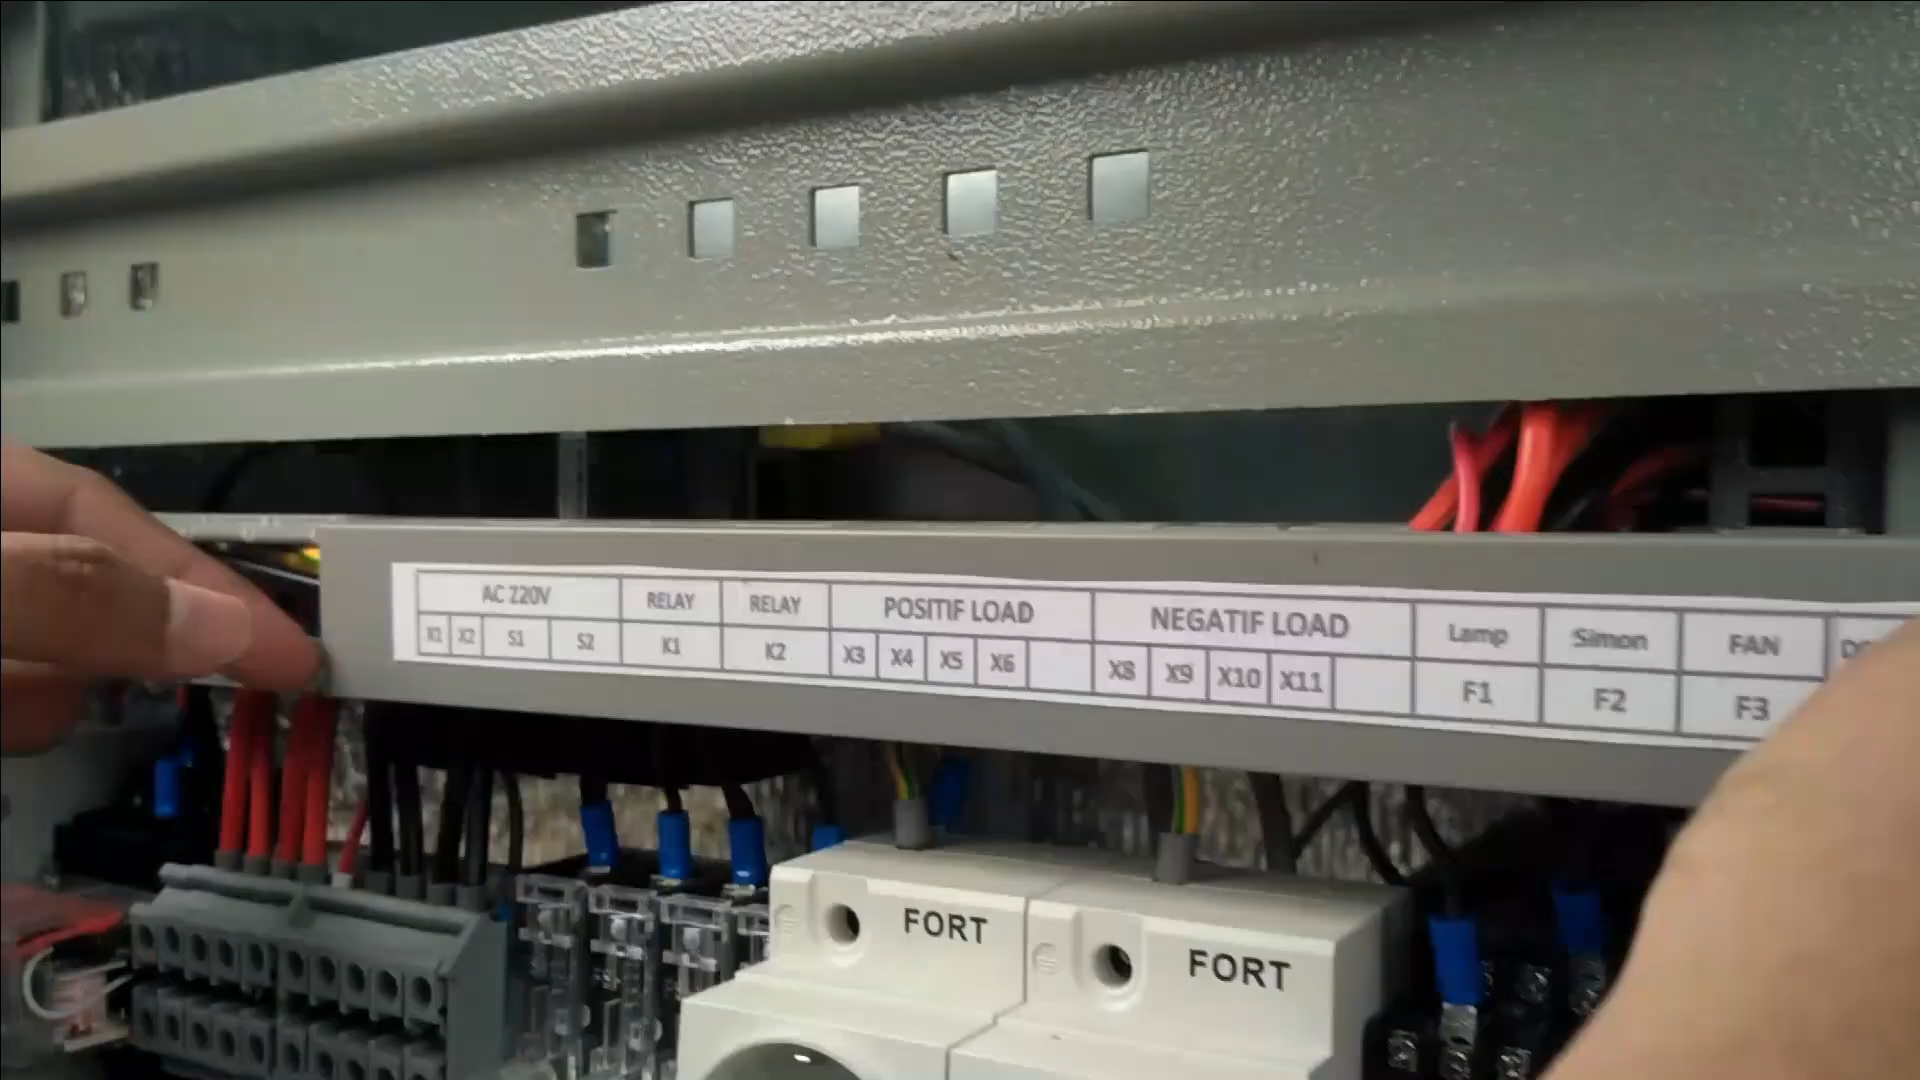 AC 220V RELAY RELAY POSITIF LOAD NEGATIF LOAD Lamp Simon FAN
X1 X2 S1 S2 K1 K2 X3 X4 X5 X6 X8 X9 X10 X11 F1 F2 F3
FORT FORT